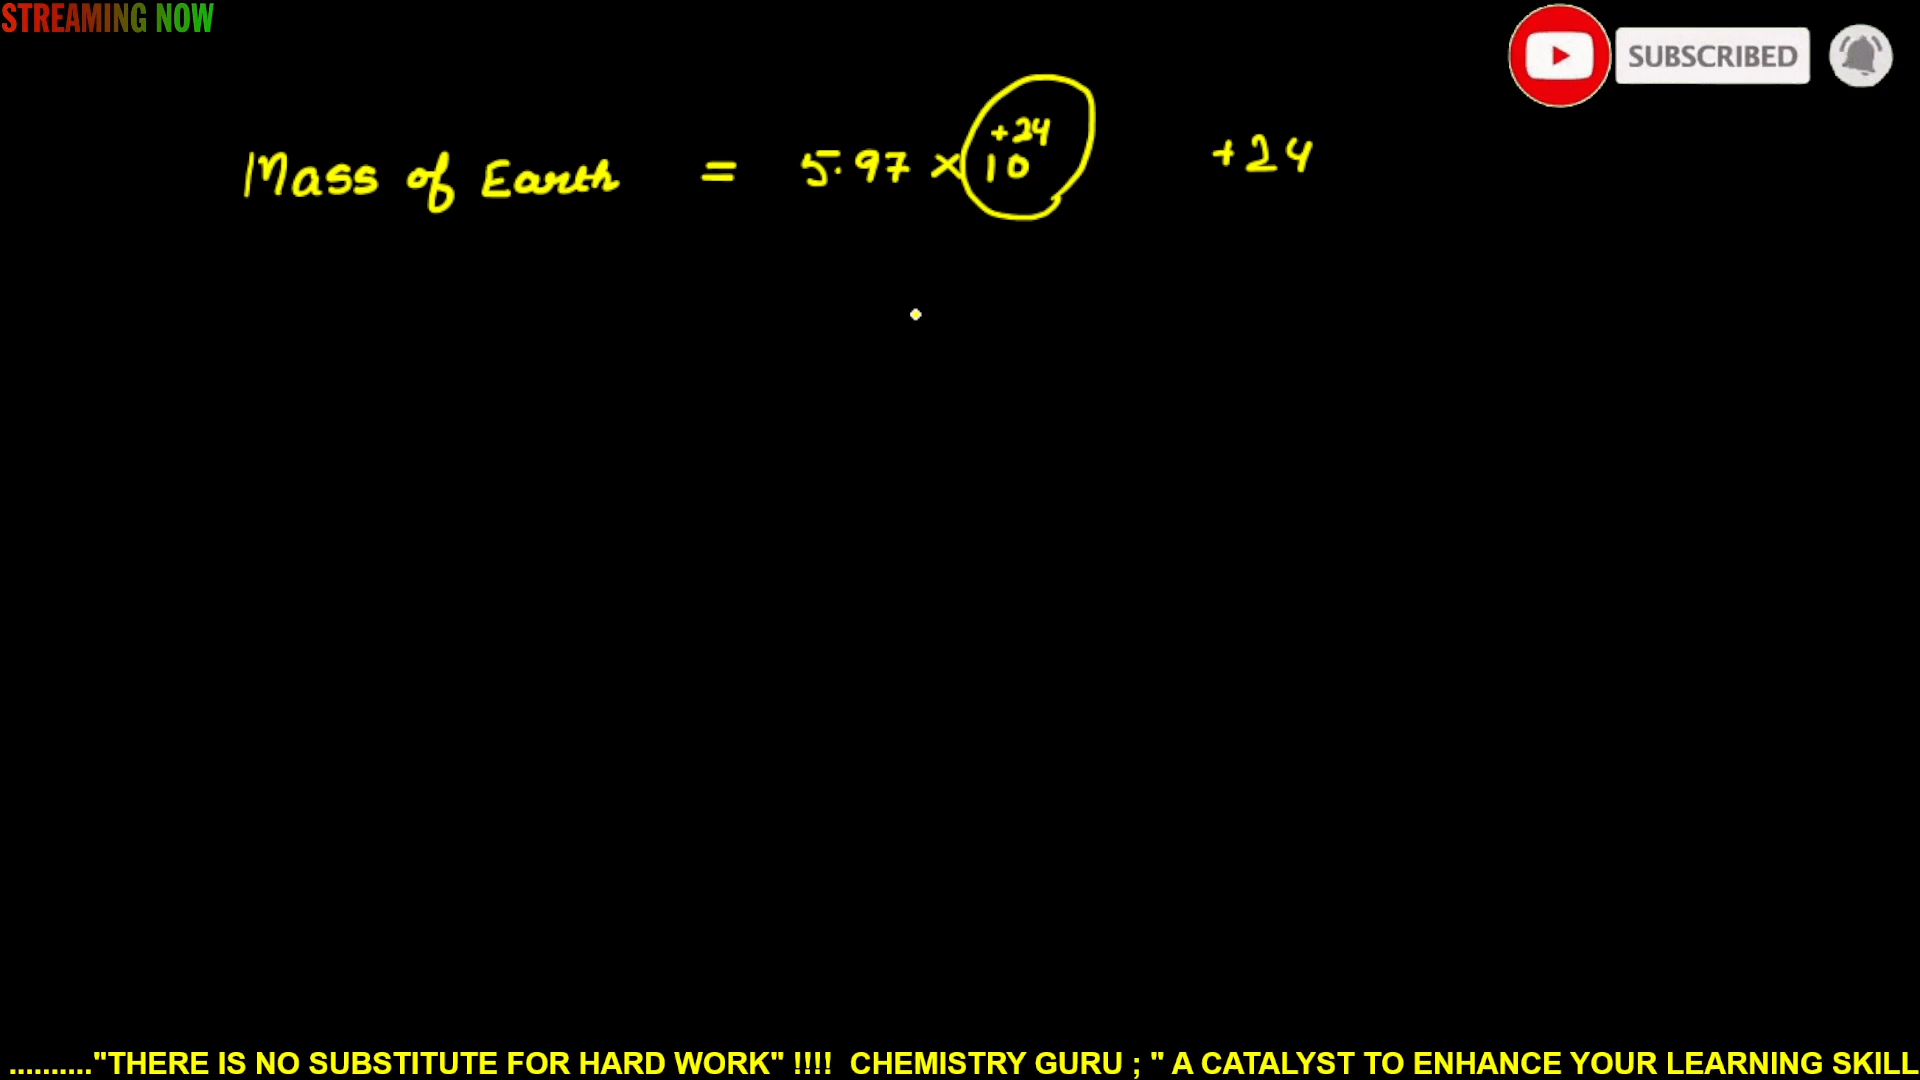 STREAMING NOW
SUBSCRIBED
Mass of Earth = 5.97 × 10⁺²⁴ +24
.........."THERE IS NO SUBSTITUTE FOR HARD WORK" !!!! CHEMISTRY GURU ; " A CATALYST TO ENHANCE YOUR LEARNING SKILL